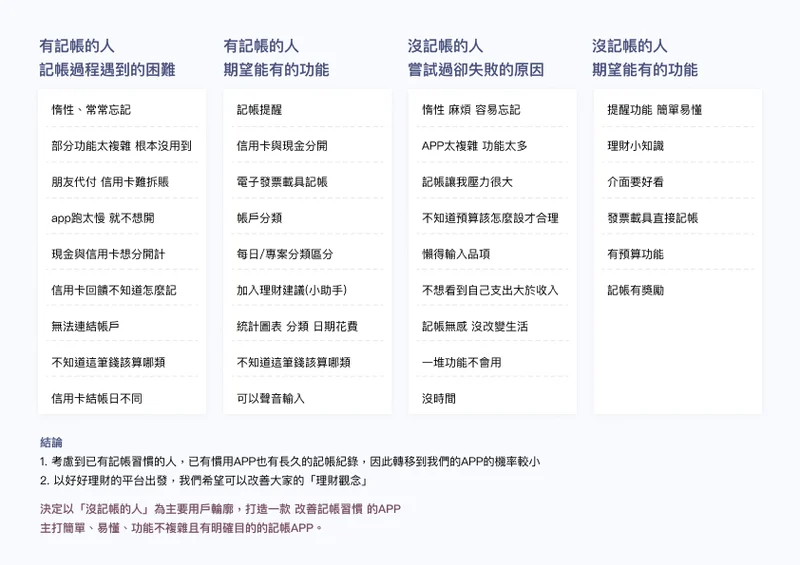 有記帳的人
記帳過程遇到的困難
惰性、常常忘記
部分功能太複雜 根本沒用到
朋友代付 信用卡難拆賬
app跑太慢 就不想開
現金與信用卡想分開計
信用卡回饋不知道怎麼記
無法連結帳戶
不知道這筆錢該算哪類
信用卡結帳日不同
有記帳的人
期望能有的功能
記帳提醒
信用卡與現金分開
電子發票載具記帳
帳戶分類
每日/專案分類區分
加入理財建議(小助手)
統計圖表 分類 日期花費
不知道這筆錢該算哪類
可以聲音輸入
沒記帳的人
嘗試過卻失敗的原因
惰性 麻煩 容易忘記
APP太複雜 功能太多
記帳讓我壓力很大
不知道預算該怎麼設才合理
懶得輸入品項
不想看到自己支出大於收入
記帳無感 沒改變生活
一堆功能不會用
沒時間
沒記帳的人
期望能有的功能
提醒功能 簡單易懂
理財小知識
介面要好看
發票載具直接記帳
有預算功能
記帳有獎勵
結論
1. 考慮到已有記帳習慣的人，已有慣用APP也有長久的記帳紀錄，因此轉移到我們的APP的機率較小
2. 以好好理財的平台出發，我們希望可以改善大家的「理財觀念」
決定以「沒記帳的人」為主要用戶輪廓，打造一款 改善記帳習慣 的APP
主打簡單、易懂、功能不複雜且有明確目的的記帳APP。